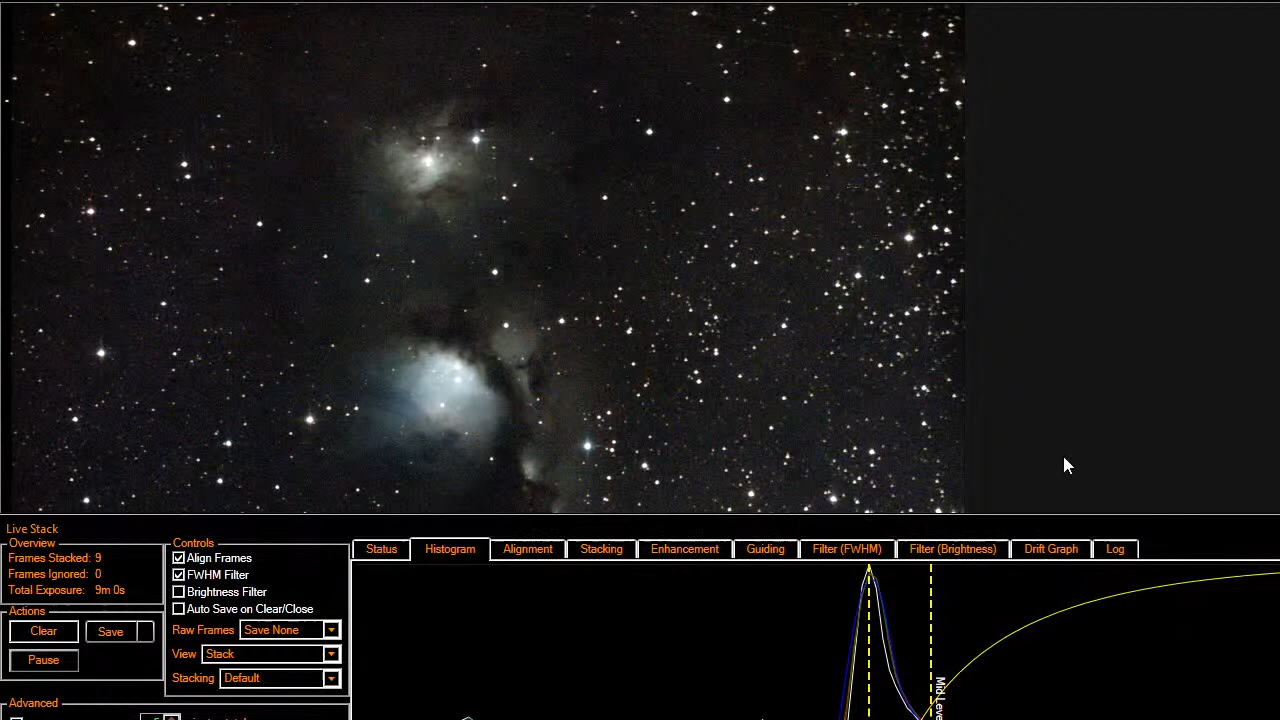 Live Stack
Overview
Frames Stacked: 9
Frames Ignored: 0
Total Exposure: 9m 0s
Actions
Clear
Save
Pause
Controls
Align Frames
FWHM Filter
Brightness Filter
Auto Save on Clear/Close
Raw Frames Save None
View Stack
Stacking Default
Advanced
Status Histogram Alignment Stacking Enhancement Guiding Filter (FWHM) Filter (Brightness) Drift Graph Log
Mid Leve